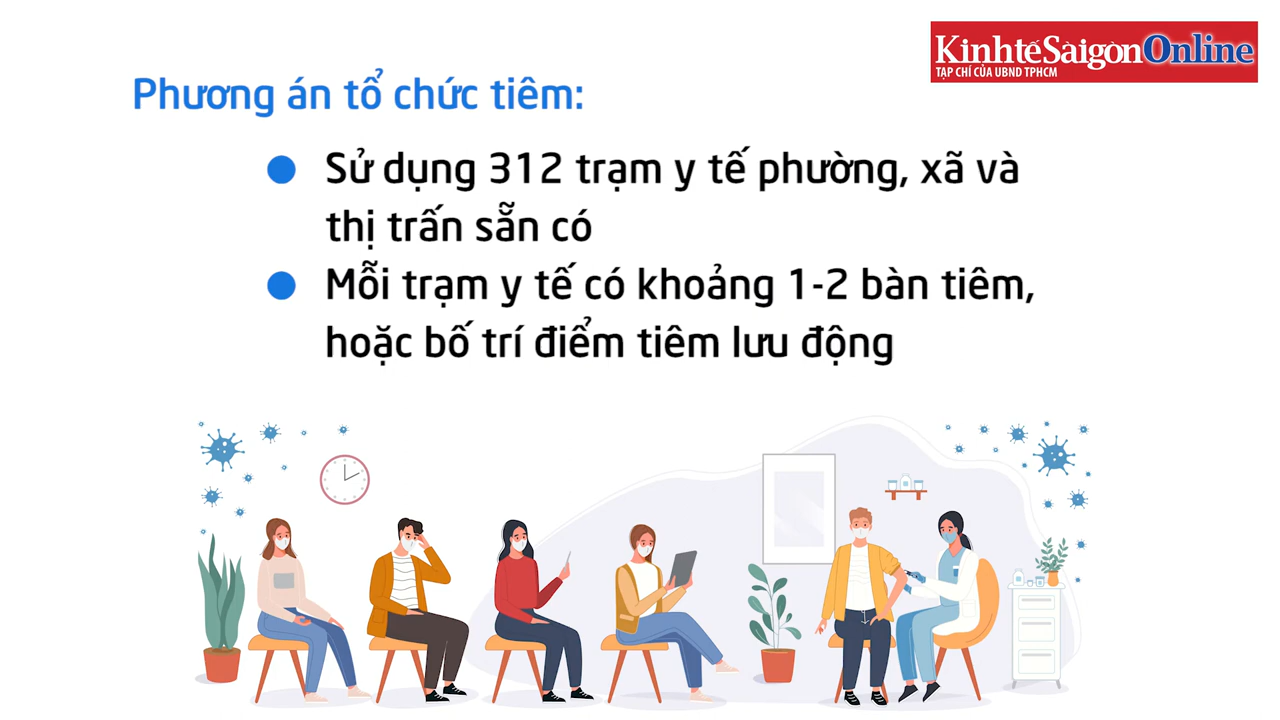 KinhtếSàigònOnline
TẠP CHÍ CỦA UBND TPHCM
Phương án tổ chức tiêm:
Sử dụng 312 trạm y tế phường, xã và
thị trấn sẵn có
Mỗi trạm y tế có khoảng 1-2 bàn tiêm,
hoặc bố trí điểm tiêm lưu động